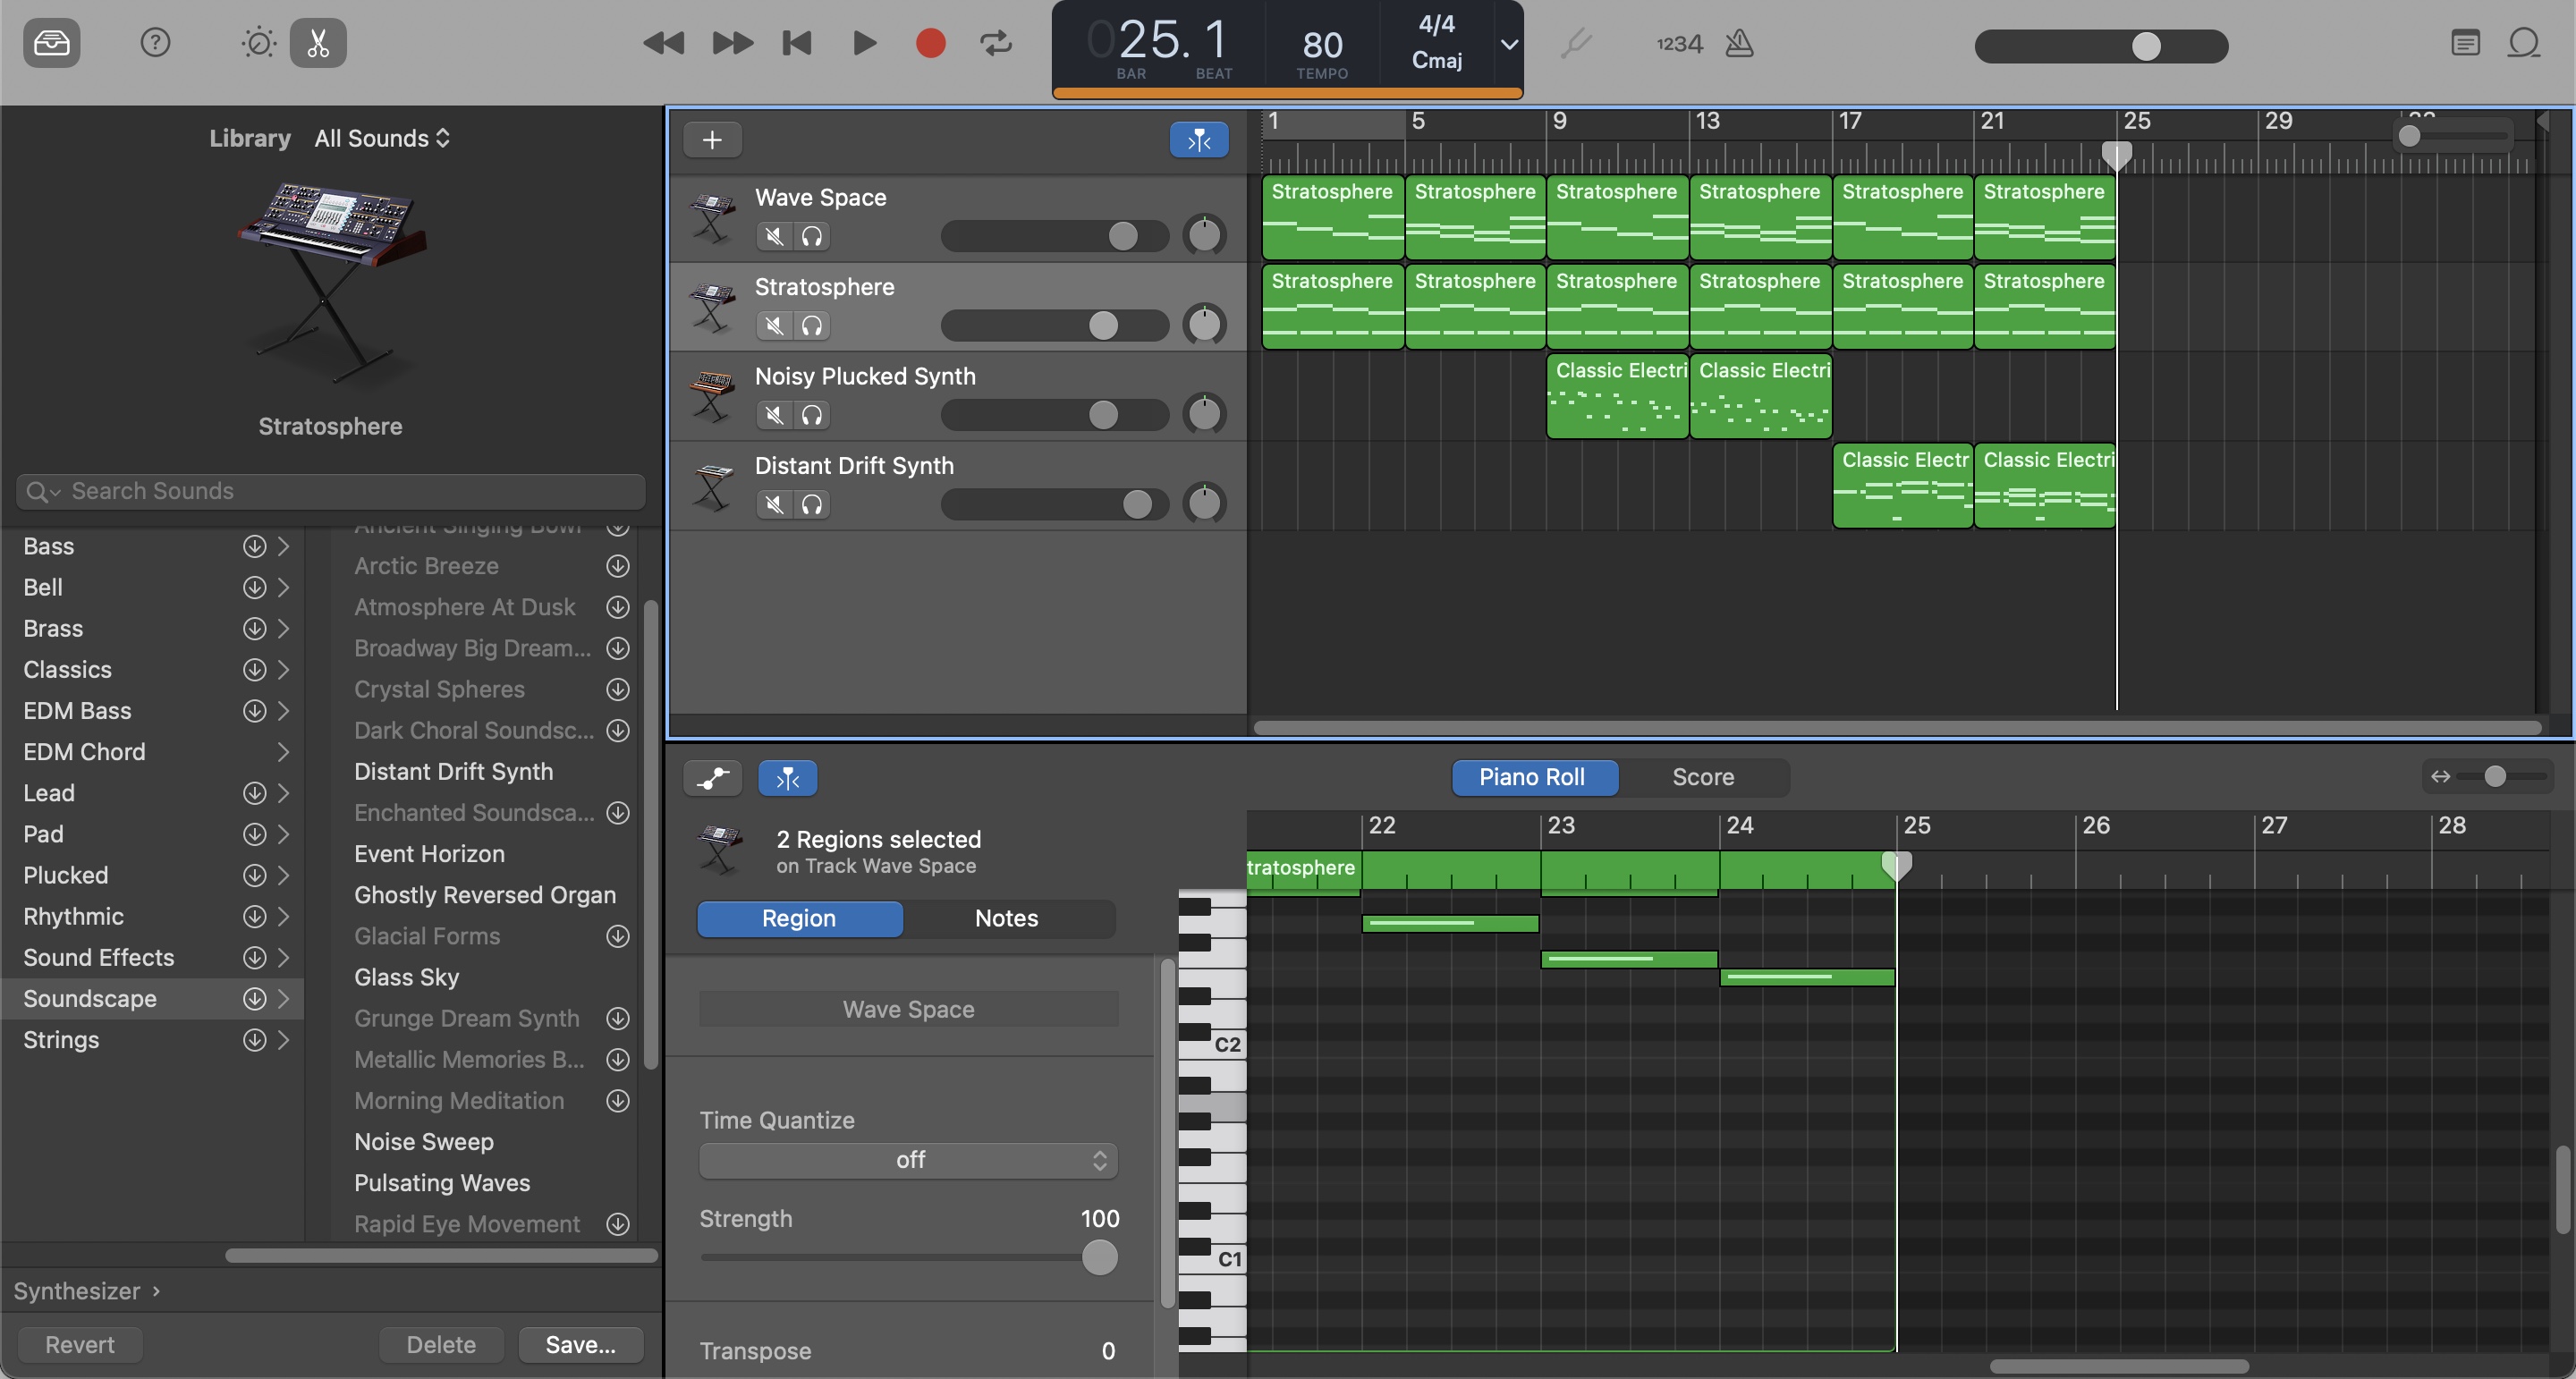 025. 1
BAR
BEAT
80
TEMPO
4/4
Cmaj
1234
Library
All Sounds
Stratosphere
Search Sounds
Bass
Bell
Brass
Classics
EDM Bass
EDM Chord
Lead
Pad
Plucked
Rhythmic
Sound Effects
Soundscape
Strings
Ancient Singing Bowl
Arctic Breeze
Atmosphere At Dusk
Broadway Big Dream...
Crystal Spheres
Dark Choral Soundsc...
Distant Drift Synth
Enchanted Soundsca...
Event Horizon
Ghostly Reversed Organ
Glacial Forms
Glass Sky
Grunge Dream Synth
Metallic Memories B...
Morning Meditation
Noise Sweep
Pulsating Waves
Rapid Eye Movement
Synthesizer ›
Revert
Delete
Save...
1 5 9 13 17 21 25 29
Wave Space
Stratosphere Stratosphere Stratosphere Stratosphere Stratosphere Stratosphere
Stratosphere
Stratosphere Stratosphere Stratosphere Stratosphere Stratosphere Stratosphere
Noisy Plucked Synth
Classic Electri Classic Electri
Distant Drift Synth
Classic Electr Classic Electri
Piano Roll
Score
2 Regions selected
on Track Wave Space
Region
Notes
Wave Space
Time Quantize
off
Strength 100
Transpose 0
22 23 24 25 26 27 28
tratosphere
C2
C1